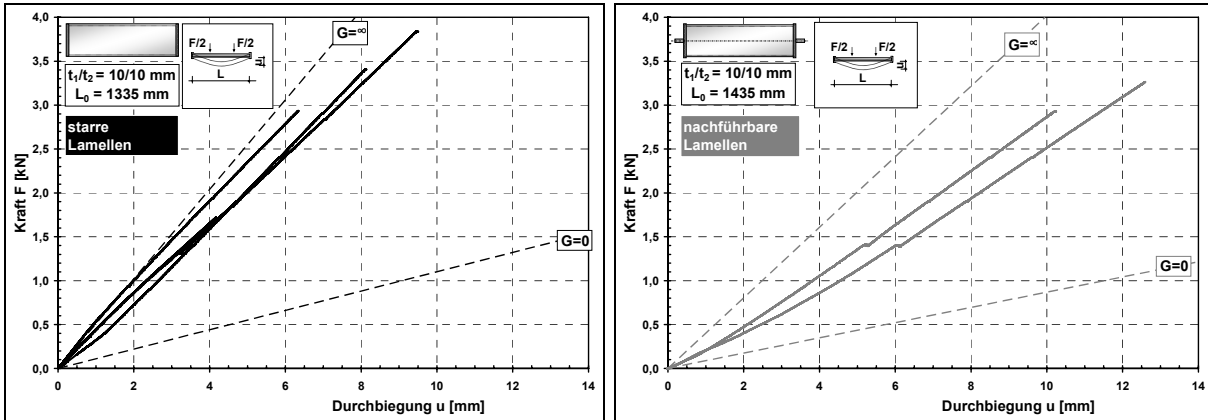 4,0
3,5
3,0
2,5
2,0
1,5
1,0
0,5
0,0
Kraft F [kN]
F/2 F/2
u
L
t1/t2 = 10/10 mm
L0 = 1335 mm
starre
Lamellen
G=∞
G=0
0 2 4 6 8 10 12 14
Durchbiegung u [mm]
4,0
3,5
3,0
2,5
2,0
1,5
1,0
0,5
0,0
Kraft F [kN]
F/2 F/2
u
L
t1/t2 = 10/10 mm
L0 = 1435 mm
nachführbare
Lamellen
G=∞
G=0
0 2 4 6 8 10 12 14
Durchbiegung u [mm]